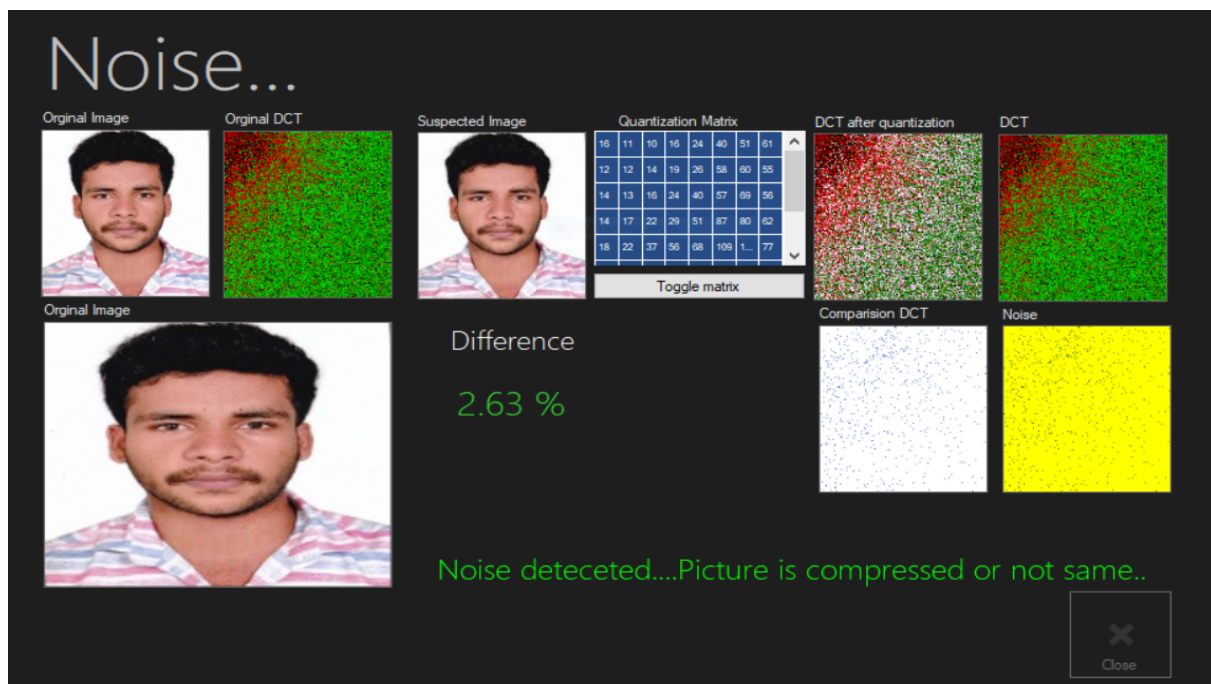 Noise...
Orginal Image
Orginal DCT
Suspected Image
Quantization Matrix
DCT after quantization
DCT
16 11 10 16 24 40 51 61
12 12 14 19 26 58 60 55
14 13 16 24 40 57 69 56
14 17 22 29 51 87 80 62
18 22 37 56 68 109 1... 77
Toggle matrix
Orginal Image
Difference
2.63 %
Comparision DCT
Noise
Noise deteceted....Picture is compressed or not same..
Close